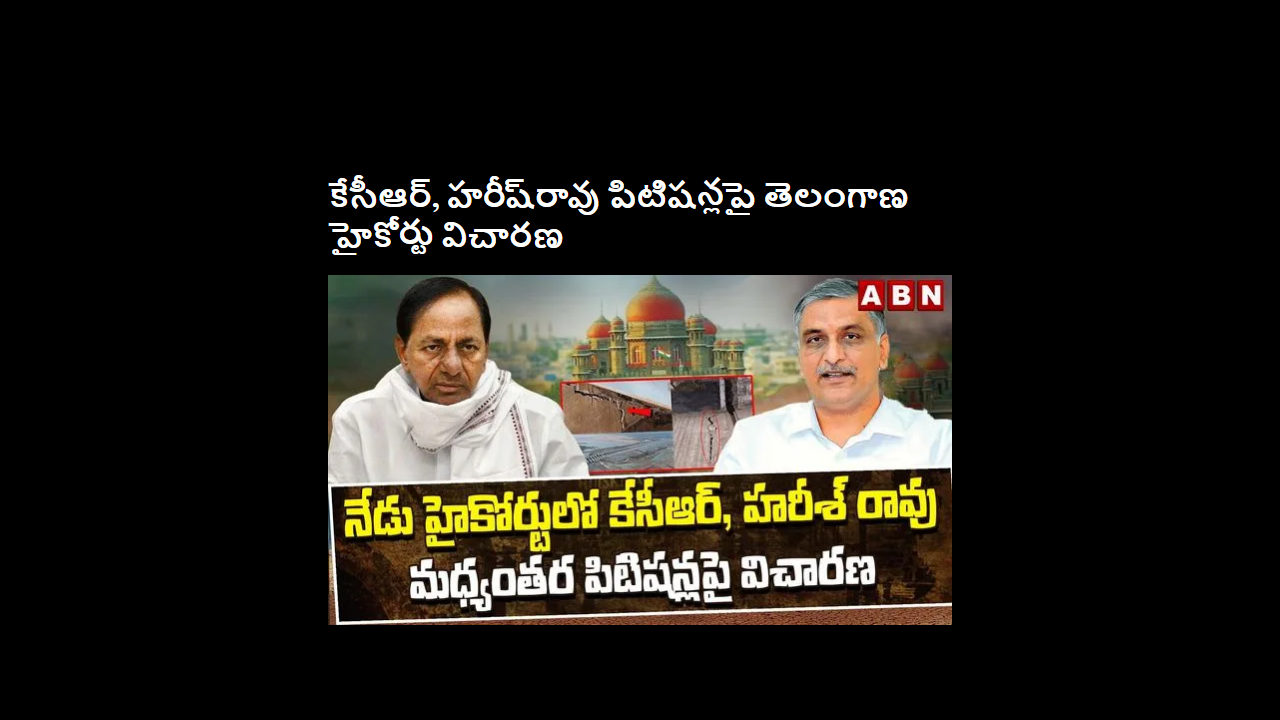 కేసీఆర్, హరీష్‌రావు పిటిషన్లపై తెలంగాణ
హైకోర్టు విచారణ
ABN
నేడు హైకోర్టులో కేసీఆర్, హరీశ్ రావు
మధ్యంతర పిటిషన్లపై విచారణ